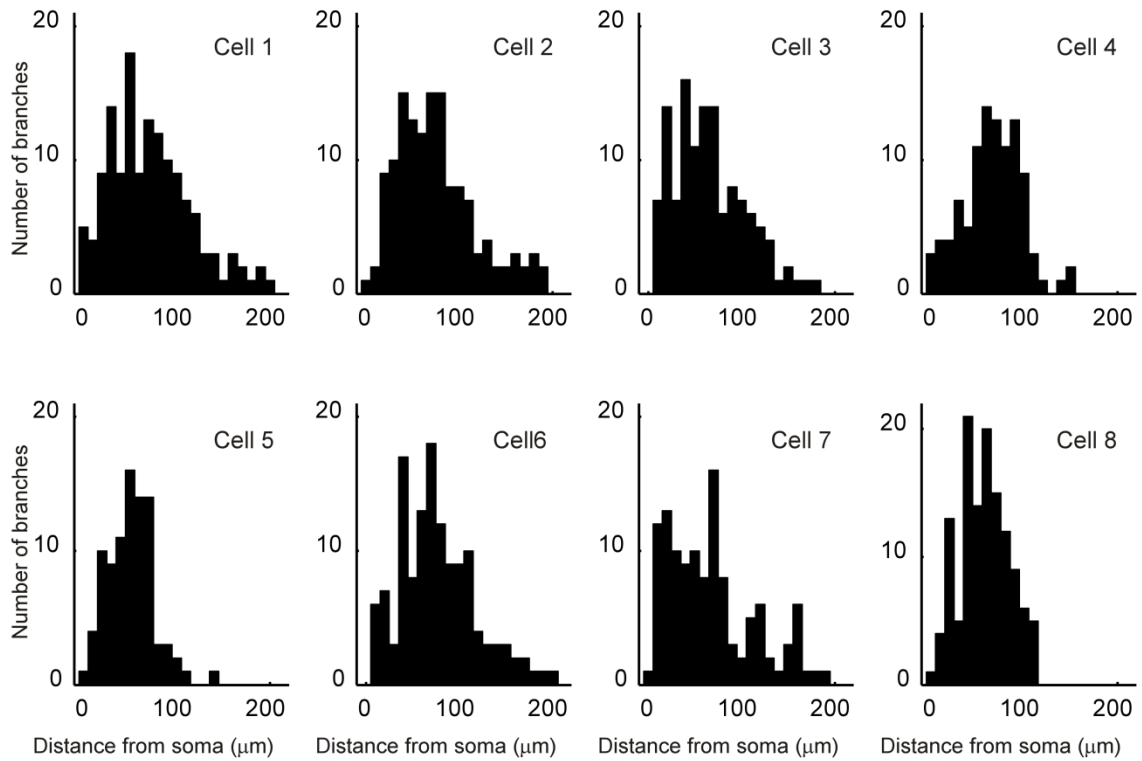 20 20 20 20
Cell 1 Cell 2 Cell 3 Cell 4
Number of branches
10 10 10 10
0 0 0 0
0 100 200 0 100 200 0 100 200 0 100 200
20 20 20 20
Cell 5 Cell6 Cell 7 Cell 8
Number of branches
10 10 10 10
0 0 0 0
0 100 200 0 100 200 0 100 200 0 100 200
Distance from soma (μm) Distance from soma (μm) Distance from soma (μm) Distance from soma (μm)